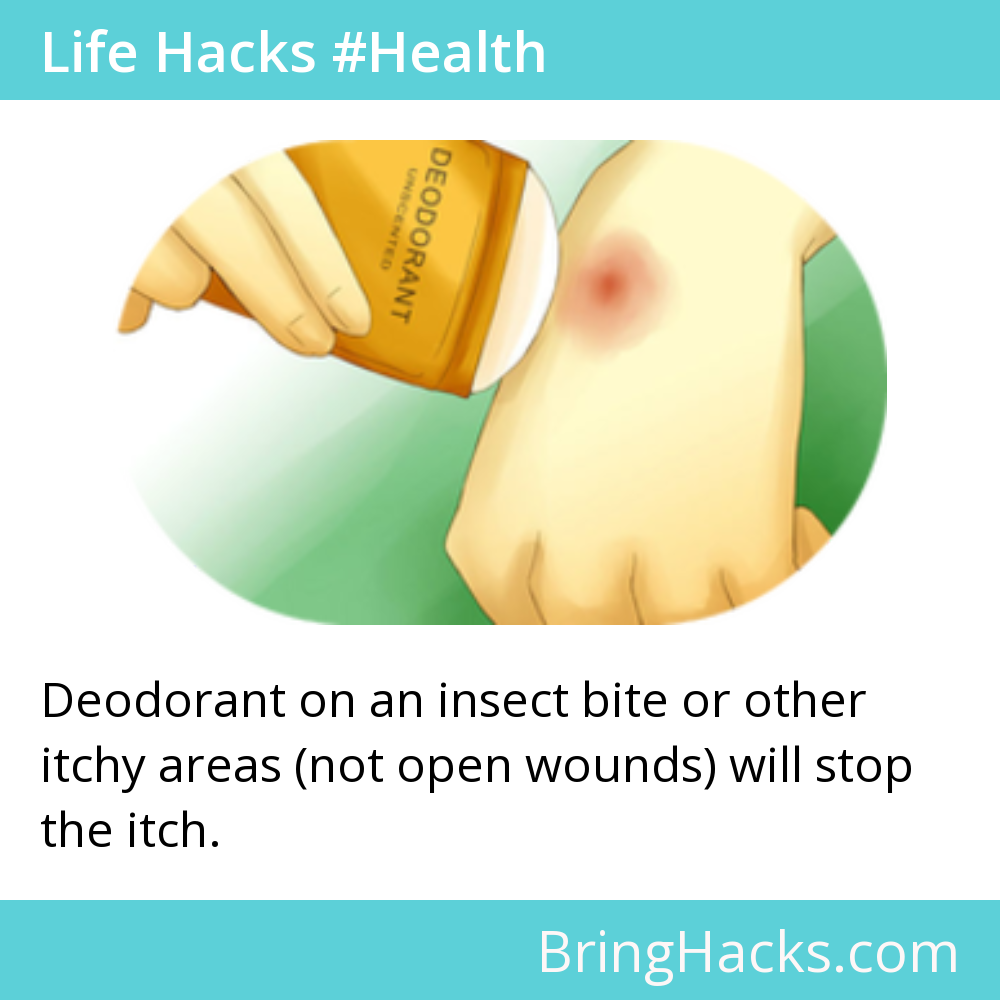 Life Hacks #Health
DEODORANT
UNSCENTED
Deodorant on an insect bite or other
itchy areas (not open wounds) will stop
the itch.
BringHacks.com